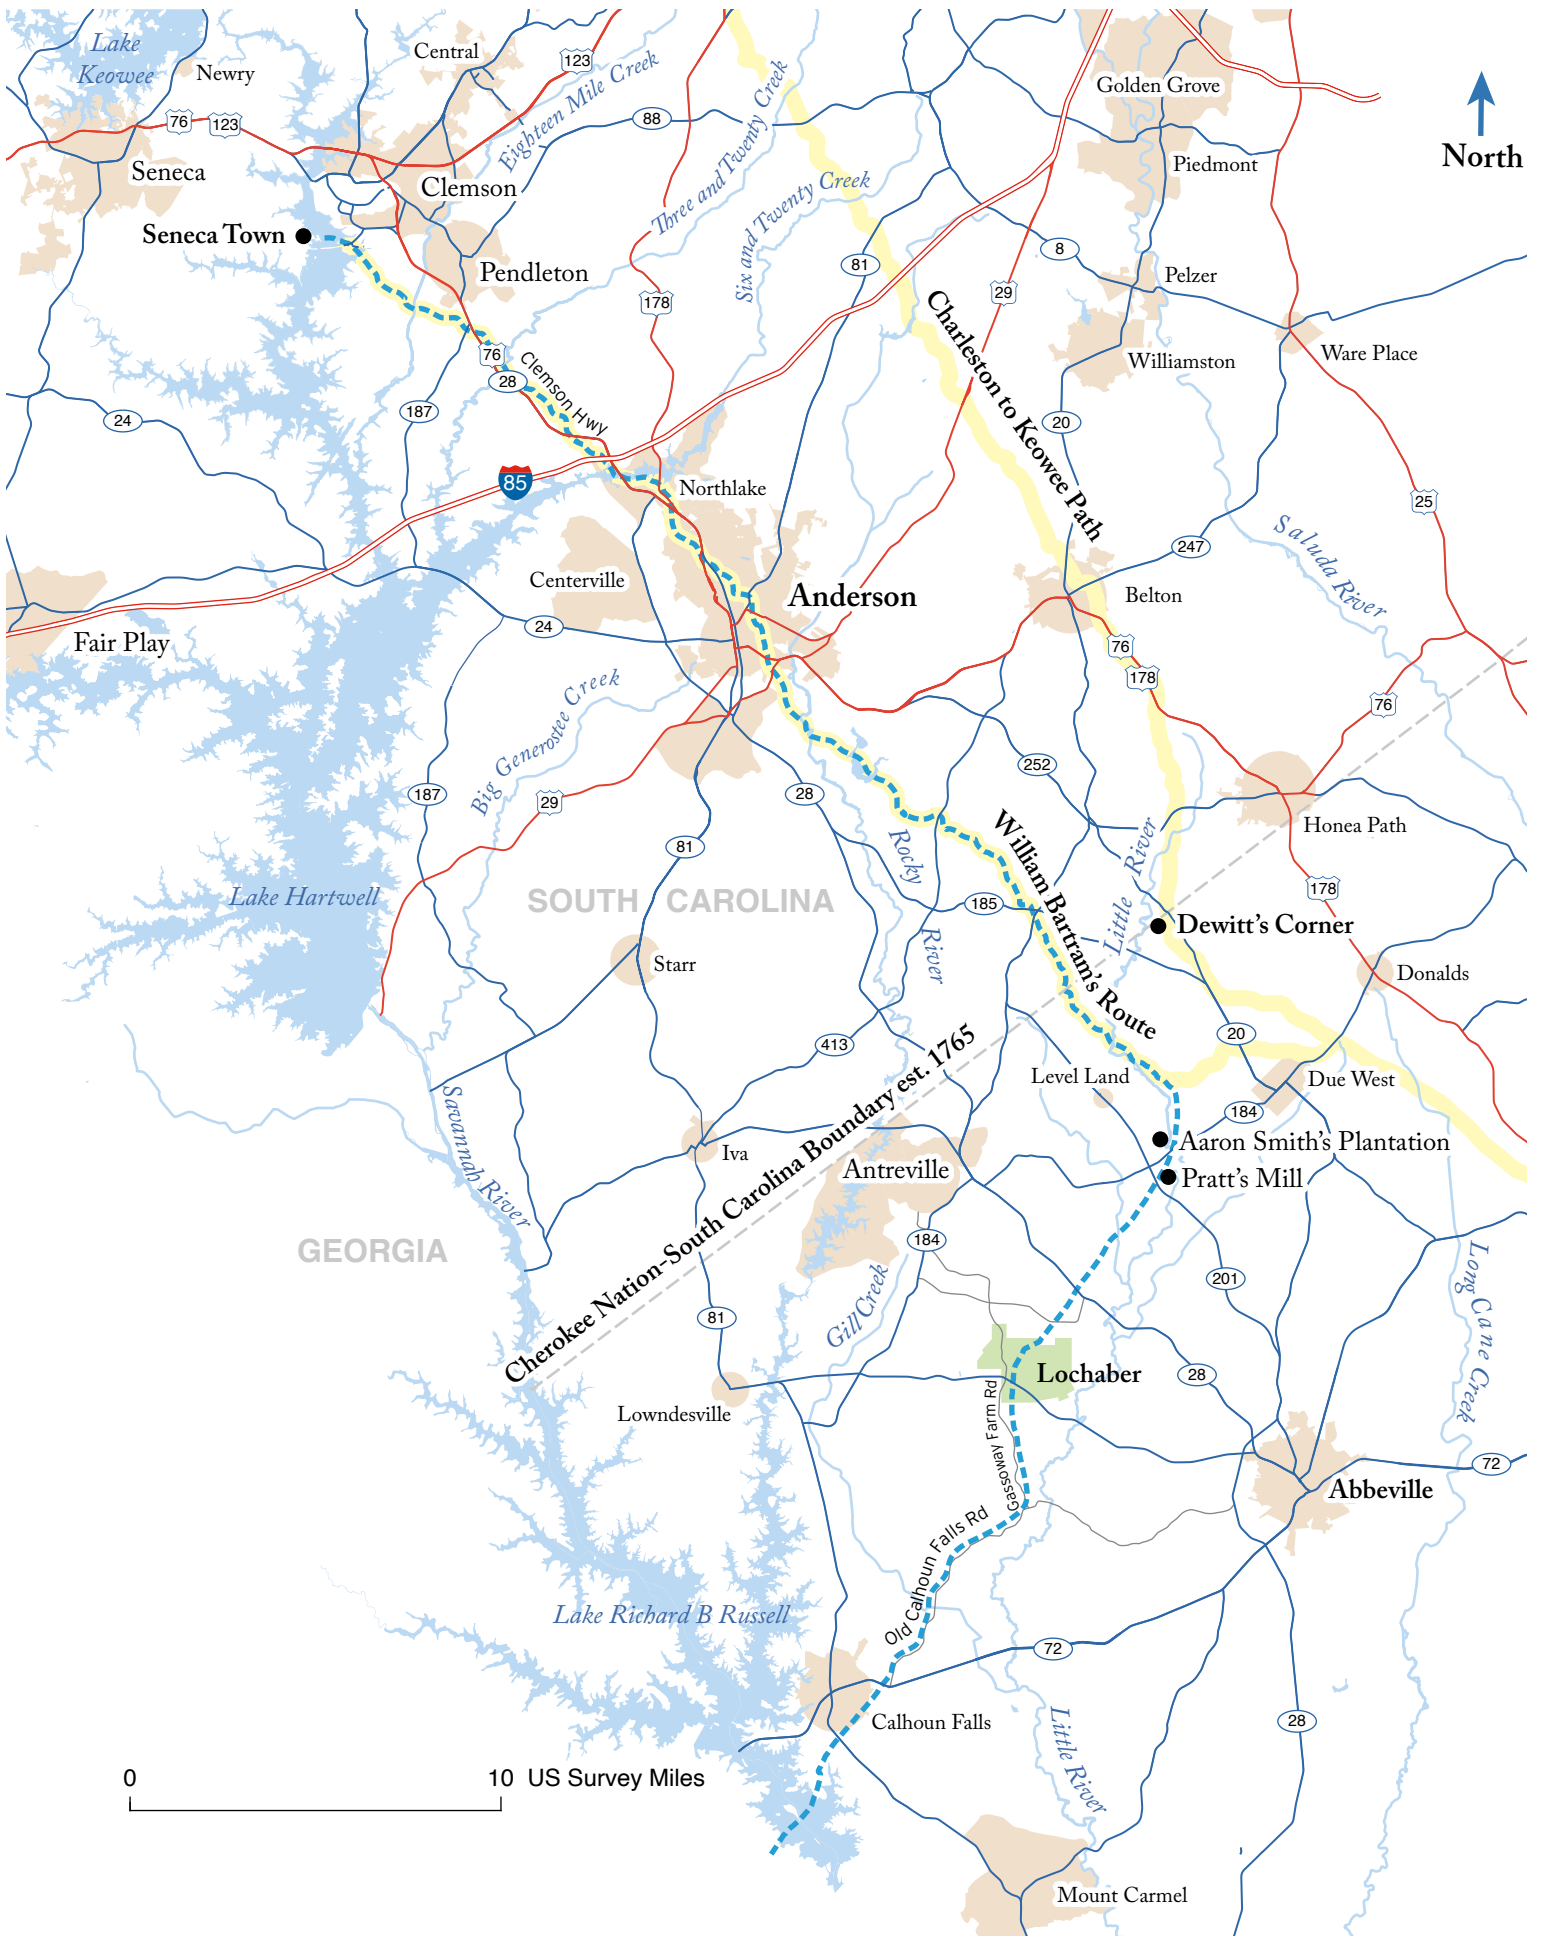 Lake
Keowee
Newry
Central
123
Eighteen Mile Creek
Golden Grove
76
123
88
Three and Twenty Creek
North
Seneca
Clemson
Six and Twenty Creek
Piedmont
Seneca Town
Pendleton
81
8
Pelzer
178
29
Charleston to Keowee Path
76
28
Clemson Hwy
Williamston
Ware Place
24
187
20
85
Northlake
25
Saluda River
247
Centerville
Anderson
Belton
24
Fair Play
76
178
Big Generostee Creek
76
252
187
29
28
William Bartram's Route
Honea Path
81
Rocky
River
Little River
178
Lake Hartwell
SOUTH CAROLINA
185
Dewitt's Corner
Starr
Donalds
413
20
Level Land
Due West
Savannah River
184
Iva
Antreville
Aaron Smith's Plantation
Pratt's Mill
Cherokee Nation-South Carolina Boundary est. 1765
GEORGIA
184
201
Long Cane Creek
Gill Creek
81
Lochaber
28
Lowndesville
Gassoway Farm Rd
72
Abbeville
Old Calhoun Falls Rd
Lake Richard B Russell
72
Calhoun Falls
28
Little River
0
10 US Survey Miles
Mount Carmel